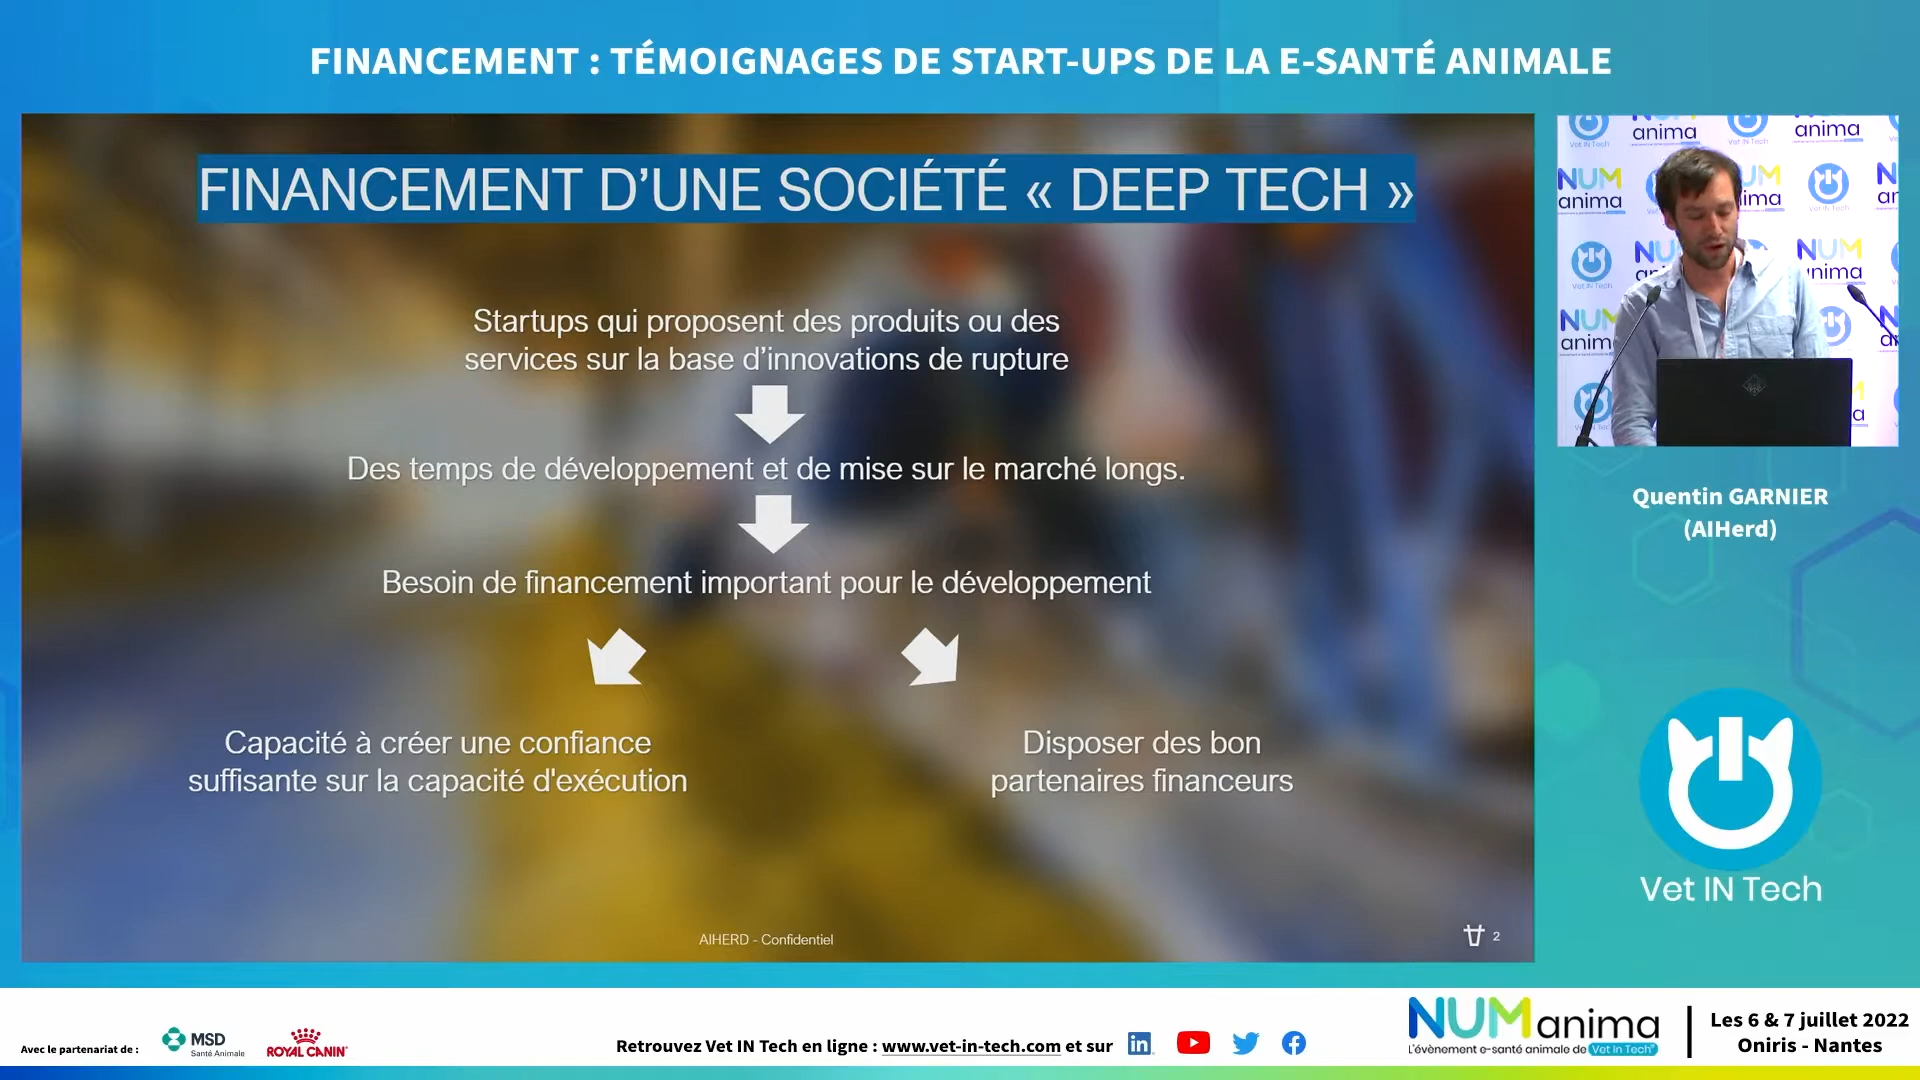 FINANCEMENT : TÉMOIGNAGES DE START-UPS DE LA E-SANTÉ ANIMALE
FINANCEMENT D’UNE SOCIÉTÉ « DEEP TECH »
Startups qui proposent des produits ou des
services sur la base d’innovations de rupture
Des temps de développement et de mise sur le marché longs.
Besoin de financement important pour le développement
Capacité à créer une confiance
suffisante sur la capacité d'exécution
Disposer des bon
partenaires financeurs
AIHERD - Confidentiel
2
NUM
anima
Vet IN Tech
Quentin GARNIER
(AIHerd)
Vet IN Tech
Avec le partenariat de :
MSD
Santé Animale
ROYAL CANIN
Retrouvez Vet IN Tech en ligne : www.vet-in-tech.com et sur
NUManima
L'évènement e-santé animale de Vet In Tech
Les 6 & 7 juillet 2022
Oniris - Nantes